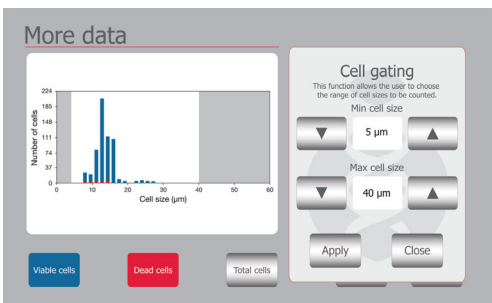 More data
224
185
148
111
74
37
0
0
10
20
30
40
50
60
Number of cells
Cell size (µm)
Viable cells
Dead cells
Total cells
Cell gating
This function allows the user to choose
the range of cell sizes to be counted.
Min cell size
5 µm
Max cell size
40 µm
Apply
Close